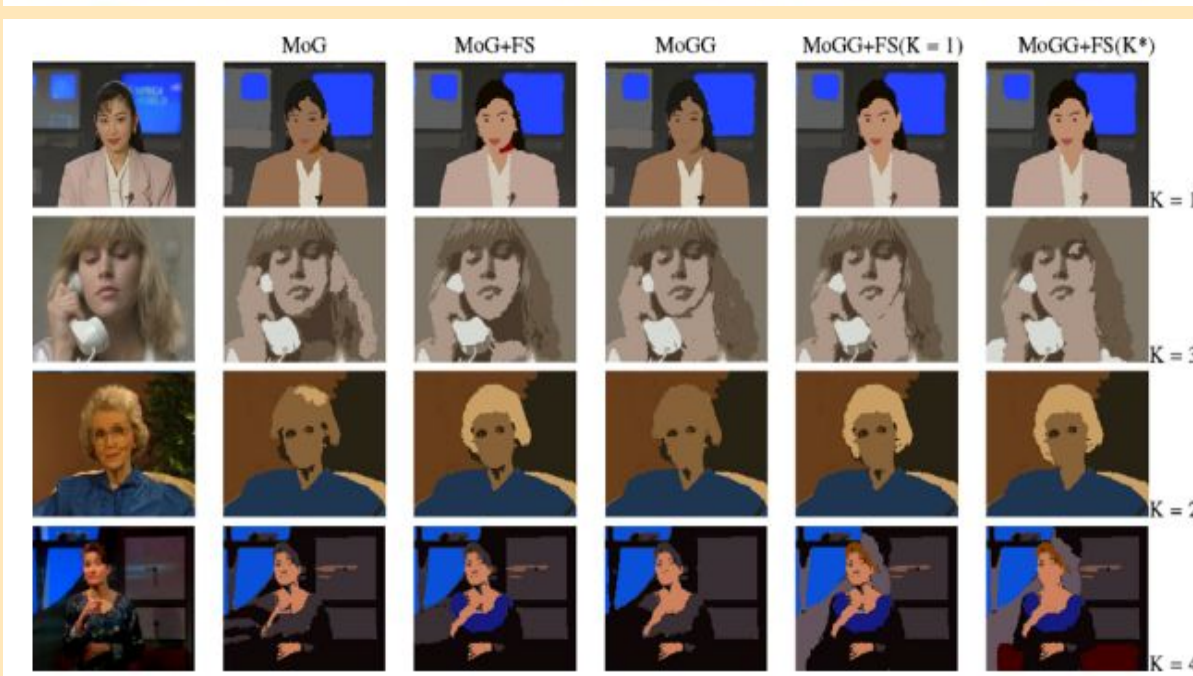 MoG MoG+FS MoGG MoGG+FS(K = 1) MoGG+FS(K*)
K = 1
K = 3
K = 2
K = 4